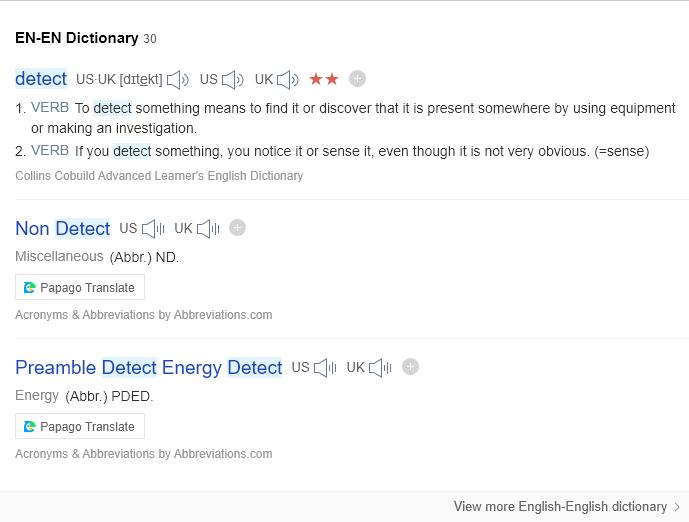 EN-EN Dictionary 30
detect US·UK [dɪtekt] US UK ★★
1. VERB To detect something means to find it or discover that it is present somewhere by using equipment
or making an investigation.
2. VERB If you detect something, you notice it or sense it, even though it is not very obvious. (=sense)
Collins Cobuild Advanced Learner's English Dictionary
Non Detect US UK
Miscellaneous (Abbr.) ND.
Papago Translate
Acronyms & Abbreviations by Abbreviations.com
Preamble Detect Energy Detect US UK
Energy (Abbr.) PDED.
Papago Translate
Acronyms & Abbreviations by Abbreviations.com
View more English-English dictionary >